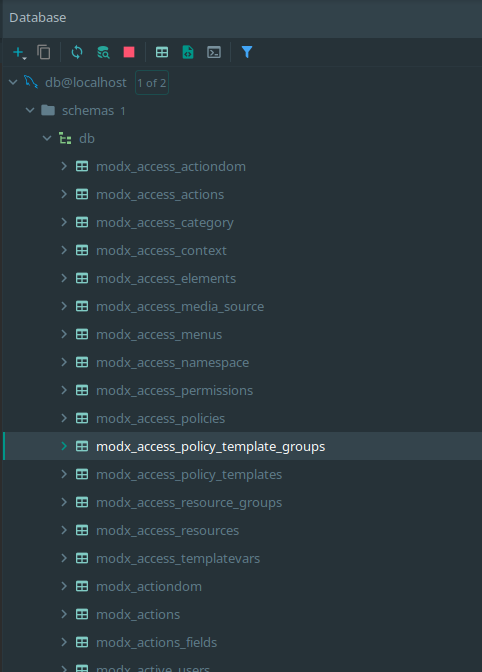 Database
db@localhost 1 of 2
schemas 1
db
modx_access_actiondom
modx_access_actions
modx_access_category
modx_access_context
modx_access_elements
modx_access_media_source
modx_access_menus
modx_access_namespace
modx_access_permissions
modx_access_policies
modx_access_policy_template_groups
modx_access_policy_templates
modx_access_resource_groups
modx_access_resources
modx_access_templatevars
modx_actiondom
modx_actions
modx_actions_fields
modx_active_users